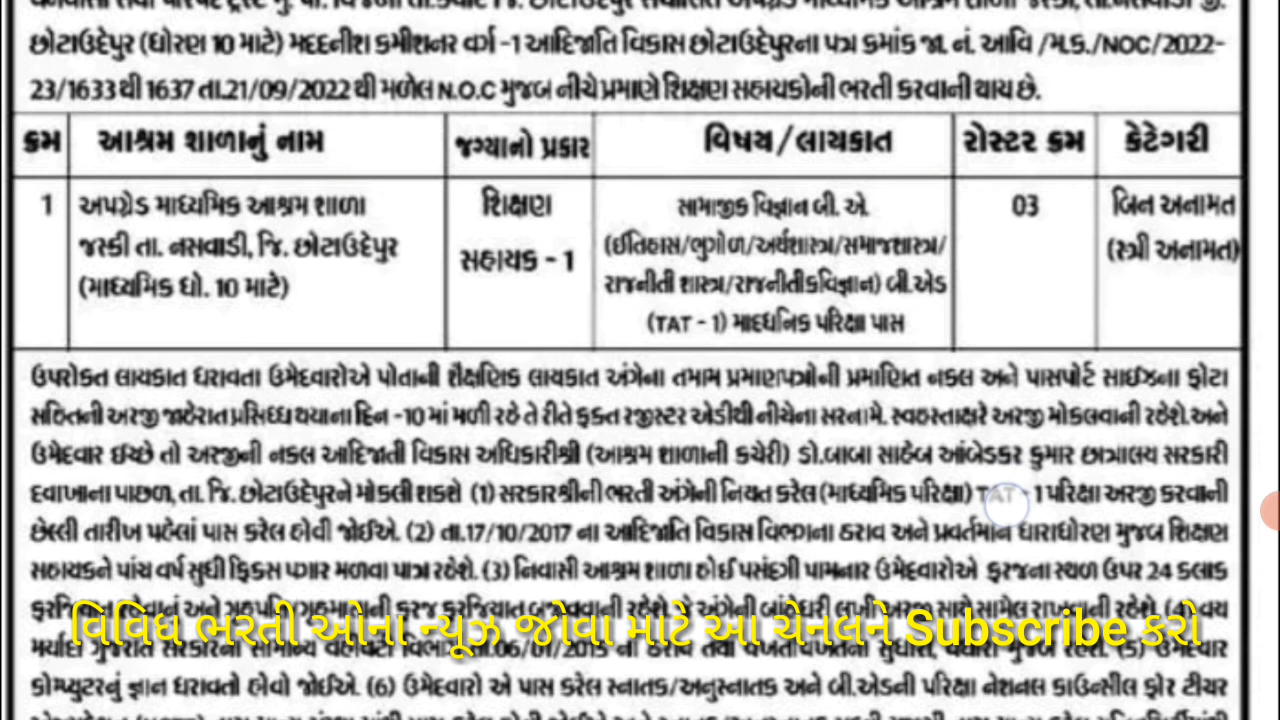 છોટાઉદેપુર (ધોરણ 10 માટે) મદદનીશ કમીશનર વર્ગ -1 આદિજાતિ વિકાસ છોટાઉદેપુરના પત્ર ક્રમાંક જા. નં. આવિ /મ.ક./NOC/2022-
23/1633થી 1637 તા.21/09/2022થી મળેલ N.O.C મુજબ નીચે પ્રમાણે શિક્ષણ સહાયકોની ભરતી કરવાની થાય છે.
ક્રમ આશ્રમ શાળાનું નામ જગ્યાનો પ્રકાર વિષય/લાયકાત રોસ્ટર ક્રમ કેટેગરી
1 અપગ્રેડ માધ્યમિક આશ્રમ શાળા શિક્ષણ સામાજીક વિજ્ઞાન બી. એ. 03 બિન અનામત
જસ્કી તા. નસવાડી, જિ. છોટાઉદેપુર સહાયક - 1 (ઈતિહાસ/ભુગોળ/અર્થશાસ્ત્ર/સમાજશાસ્ત્ર/ (સ્ત્રી અનામત)
(માધ્યમિક ધો. 10 માટે) રાજનીતી શાસ્ત્ર/રાજનીતીકવિજ્ઞાન) બી.એડ
(TAT - 1) માધ્ધમિક પરિક્ષા પાસ
ઉપરોક્ત લાયકાત ધરાવતા ઉમેદવારોએ પોતાની શૈક્ષણિક લાયકાત અંગેના તમામ પ્રમાણપત્રોની પ્રમાણિત નકલ અને પાસપોર્ટ સાઈઝના ફોટા
સહિતની અરજી જાહેરાત પ્રસિધ્ધ થયાના દિન -10 માં મળી રહે તે રીતે ફક્ત રજીસ્ટર એડીથી નીચેના સરનામે. સ્વહસ્તાક્ષરે અરજી મોકલવાની રહેશે.અને
ઉમેદવાર ઈચ્છે તો અરજીની નકલ આદિજાતી વિકાસ અધિકારીશ્રી (આશ્રમ શાળાની કચેરી) ડો.બાબા સાહેબ આંબેડકર કુમાર છાત્રાલય સરકારી
દવાખાના પાછળ, તા. જિ. છોટાઉદેપુરને મોકલી શકશે (1) સરકારશ્રીની ભરતી અંગેની નિયત કરેલ (માધ્યમિક પરિક્ષા) TAT - 1 પરિક્ષા અરજી કરવાની
છેલ્લી તારીખ પહેલાં પાસ કરેલ હોવી જોઈએ. (2) તા.17/10/2017 ના આદિજાતિ વિકાસ વિભાગના ઠરાવ અને પ્રવર્તમાન ધારાધોરણ મુજબ શિક્ષણ
સહાયકને પાંચ વર્ષ સુધી ફિક્સ પગાર મળવા પાત્ર રહેશે. (3) નિવાસી આશ્રમ શાળા હોઈ પસંદગી પામનાર ઉમેદવારોએ ફરજના સ્થળ ઉપર 24 કલાક
વિવિધ ભરતી ઓના ન્યૂઝ જોવા માટે આ ચેનલને Subscribe કરો
કોમ્પ્યુટરનું જ્ઞાન ધરાવતો હોવો જોઈએ. (6) ઉમેદવારો એ પાસ કરેલ સ્નાતક/અનુસ્નાતક અને બી.એડની પરિક્ષા નેશનલ કાઉન્સીલ ફોર ટીચર